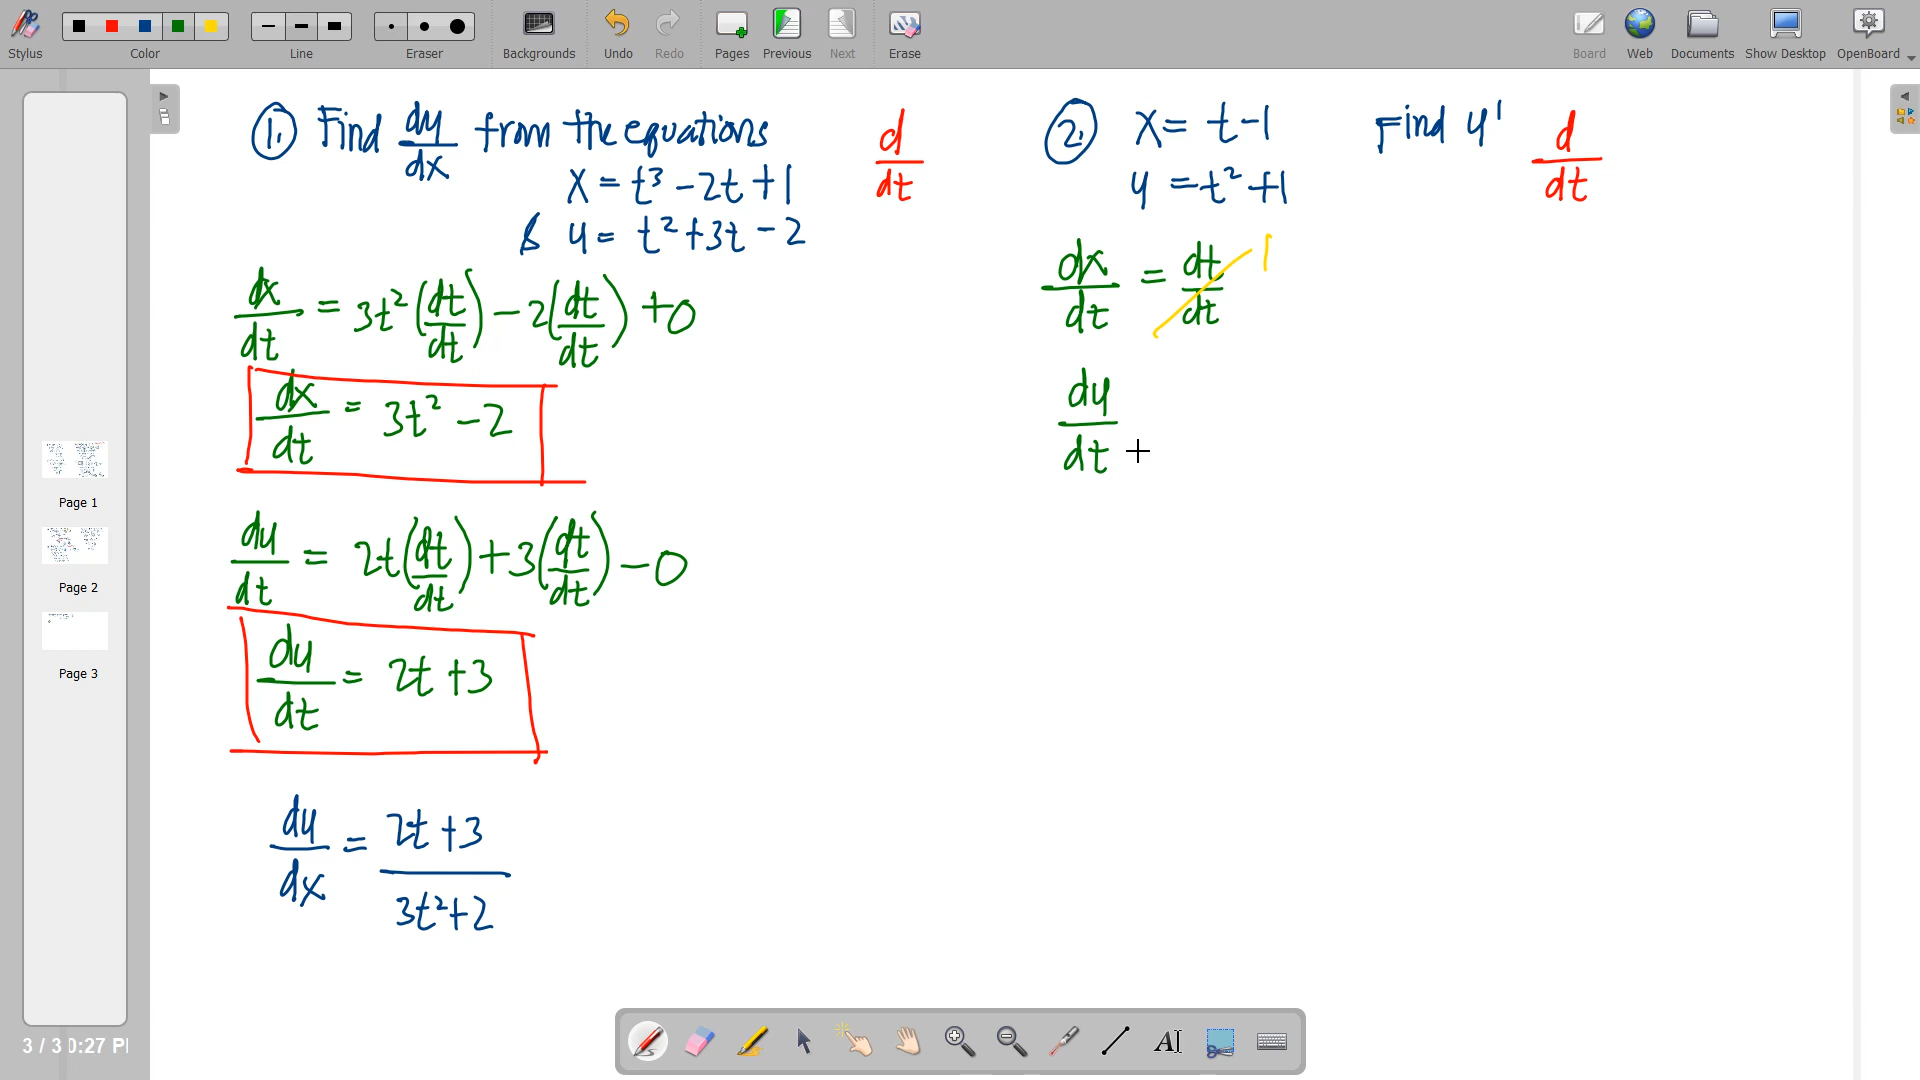 Stylus Color Line Eraser Backgrounds Undo Redo Pages Previous Next Erase Board Web Documents Show Desktop OpenBoard
1. Find dy/dx from the equations
x = t³ - 2t + 1
& y = t² + 3t - 2
d/dt
dx/dt = 3t² (dt/dt) - 2(dt/dt) + 0
dx/dt = 3t² - 2
dy/dt = 2t(dt/dt) + 3(dt/dt) - 0
dy/dt = 2t + 3
dy/dx = 2t + 3 / 3t² + 2
2. x = t - 1 Find y' d/dt
y = t² + 1
dx/dt = dt/dt 1
dy/dt
Page 1
Page 2
Page 3
3 / 3 0:27 P
AI